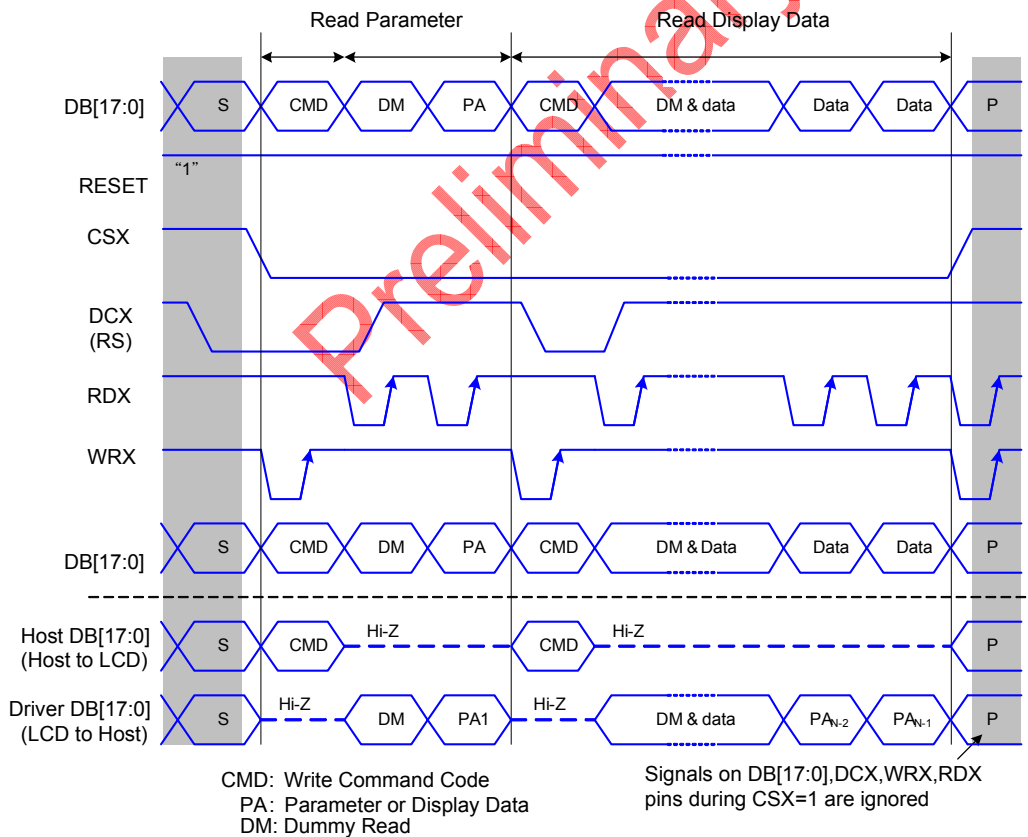 Read Parameter Read Display Data
DB[17:0] S CMD DM PA CMD DM & data Data Data P
RESET "1"
CSX
DCX
(RS)
RDX
WRX
DB[17:0] S CMD DM PA CMD DM & Data Data Data P
Host DB[17:0]
(Host to LCD) S CMD Hi-Z CMD Hi-Z P
Driver DB[17:0]
(LCD to Host) S Hi-Z DM PA1 Hi-Z DM & data PAN-2 PAN-1 P
CMD: Write Command Code
PA: Parameter or Display Data
DM: Dummy Read
Signals on DB[17:0],DCX,WRX,RDX
pins during CSX=1 are ignored
Preliminary